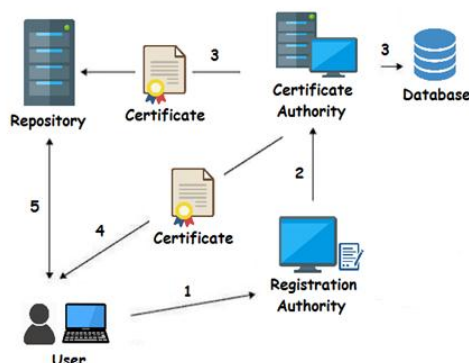 3
3
Repository
Certificate
Certificate
Authority
Database
2
5
4
Certificate
Registration
Authority
1
User